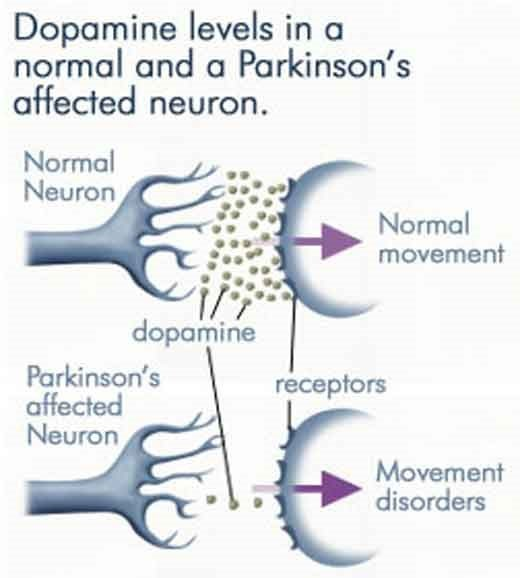 Dopamine levels in a
normal and a Parkinson's
affected neuron.
Normal
Neuron
Normal
movement
dopamine
receptors
Parkinson's
affected
Neuron
Movement
disorders